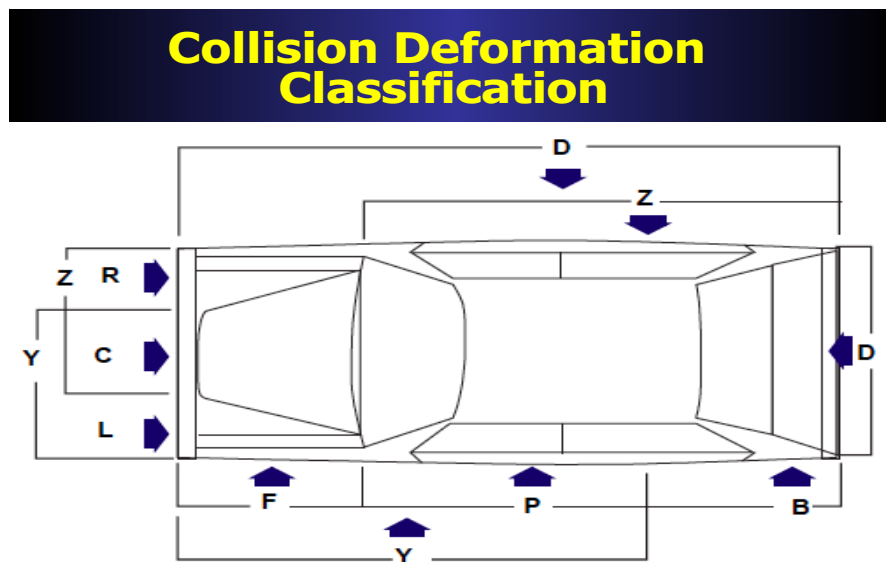 Collision Deformation
Classification
D
Z
Z R
Y C D
L
F P B
Y